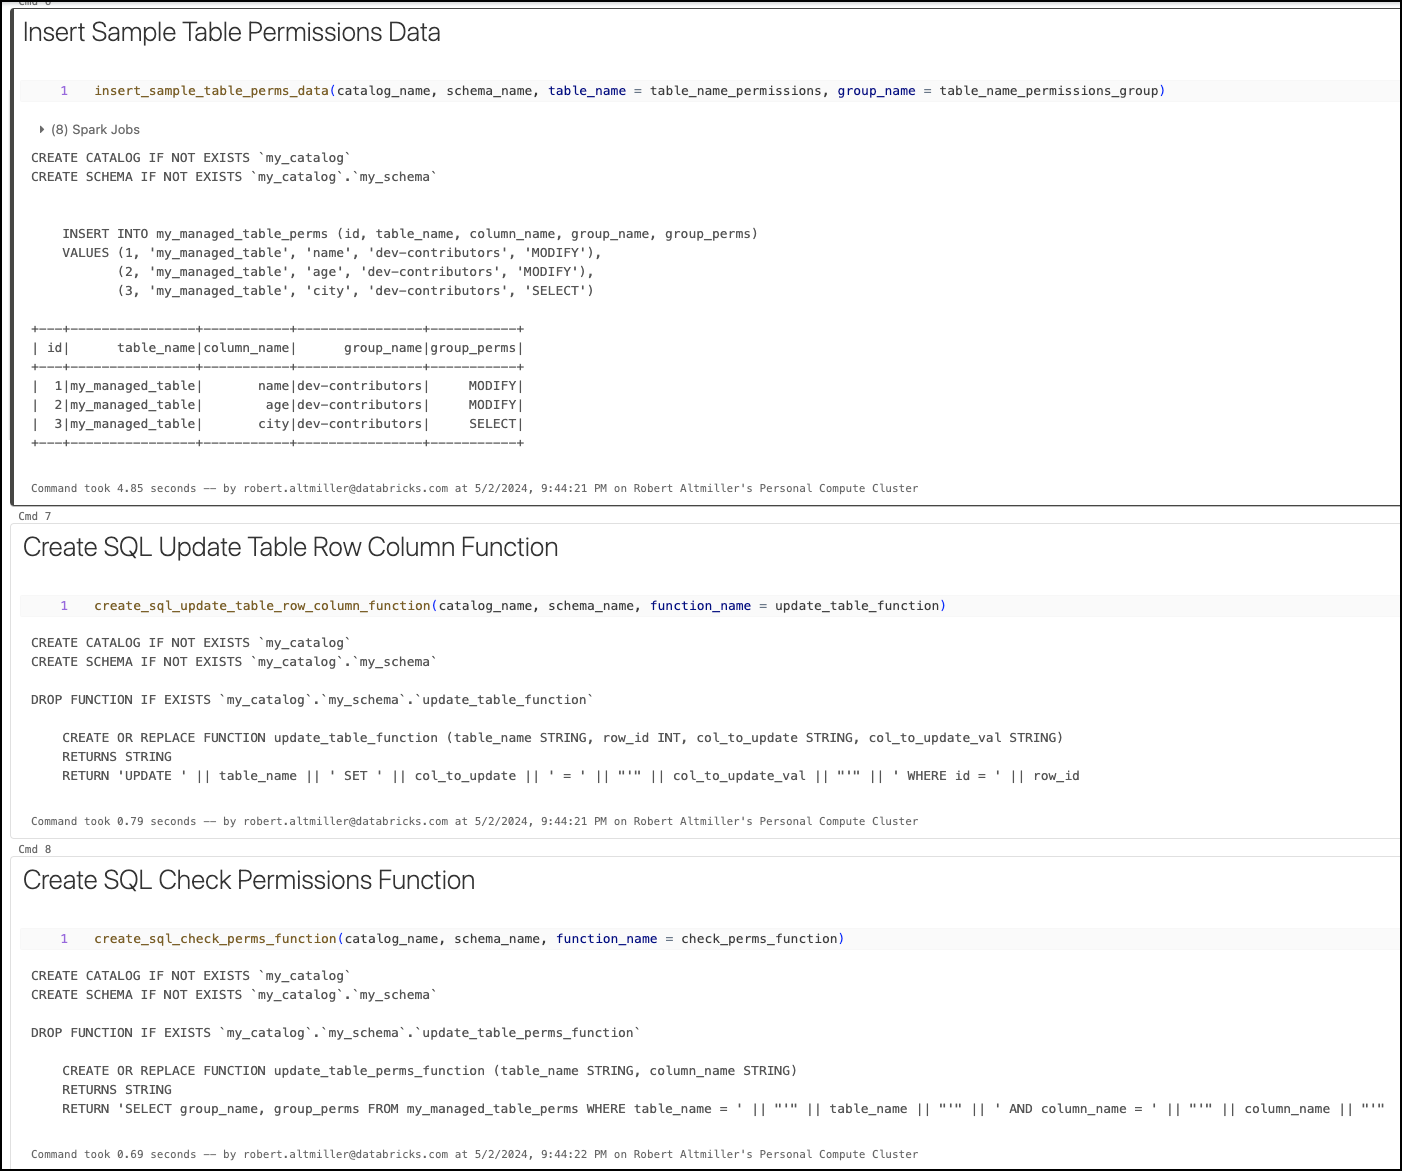 Cmd 6
Insert Sample Table Permissions Data
1 insert_sample_table_perms_data(catalog_name, schema_name, table_name = table_name_permissions, group_name = table_name_permissions_group)
(8) Spark Jobs
CREATE CATALOG IF NOT EXISTS `my_catalog`
CREATE SCHEMA IF NOT EXISTS `my_catalog`.`my_schema`
INSERT INTO my_managed_table_perms (id, table_name, column_name, group_name, group_perms)
VALUES (1, 'my_managed_table', 'name', 'dev-contributors', 'MODIFY'),
(2, 'my_managed_table', 'age', 'dev-contributors', 'MODIFY'),
(3, 'my_managed_table', 'city', 'dev-contributors', 'SELECT')
+---+----------------+-----------+----------------+-----------+
| id|      table_name|column_name|      group_name|group_perms|
+---+----------------+-----------+----------------+-----------+
|  1|my_managed_table|       name|dev-contributors|     MODIFY|
|  2|my_managed_table|        age|dev-contributors|     MODIFY|
|  3|my_managed_table|       city|dev-contributors|     SELECT|
+---+----------------+-----------+----------------+-----------+
Command took 4.85 seconds -- by robert.altmiller@databricks.com at 5/2/2024, 9:44:21 PM on Robert Altmiller's Personal Compute Cluster
Cmd 7
Create SQL Update Table Row Column Function
1 create_sql_update_table_row_column_function(catalog_name, schema_name, function_name = update_table_function)
CREATE CATALOG IF NOT EXISTS `my_catalog`
CREATE SCHEMA IF NOT EXISTS `my_catalog`.`my_schema`
DROP FUNCTION IF EXISTS `my_catalog`.`my_schema`.`update_table_function`
CREATE OR REPLACE FUNCTION update_table_function (table_name STRING, row_id INT, col_to_update STRING, col_to_update_val STRING)
RETURNS STRING
RETURN 'UPDATE ' || table_name || ' SET ' || col_to_update || ' = ' || "'" || col_to_update_val || "'" || ' WHERE id = ' || row_id
Command took 0.79 seconds -- by robert.altmiller@databricks.com at 5/2/2024, 9:44:21 PM on Robert Altmiller's Personal Compute Cluster
Cmd 8
Create SQL Check Permissions Function
1 create_sql_check_perms_function(catalog_name, schema_name, function_name = check_perms_function)
CREATE CATALOG IF NOT EXISTS `my_catalog`
CREATE SCHEMA IF NOT EXISTS `my_catalog`.`my_schema`
DROP FUNCTION IF EXISTS `my_catalog`.`my_schema`.`update_table_perms_function`
CREATE OR REPLACE FUNCTION update_table_perms_function (table_name STRING, column_name STRING)
RETURNS STRING
RETURN 'SELECT group_name, group_perms FROM my_managed_table_perms WHERE table_name = ' || "'" || table_name || "'" || ' AND column_name = ' || "'" || column_name || "'"
Command took 0.69 seconds -- by robert.altmiller@databricks.com at 5/2/2024, 9:44:22 PM on Robert Altmiller's Personal Compute Cluster